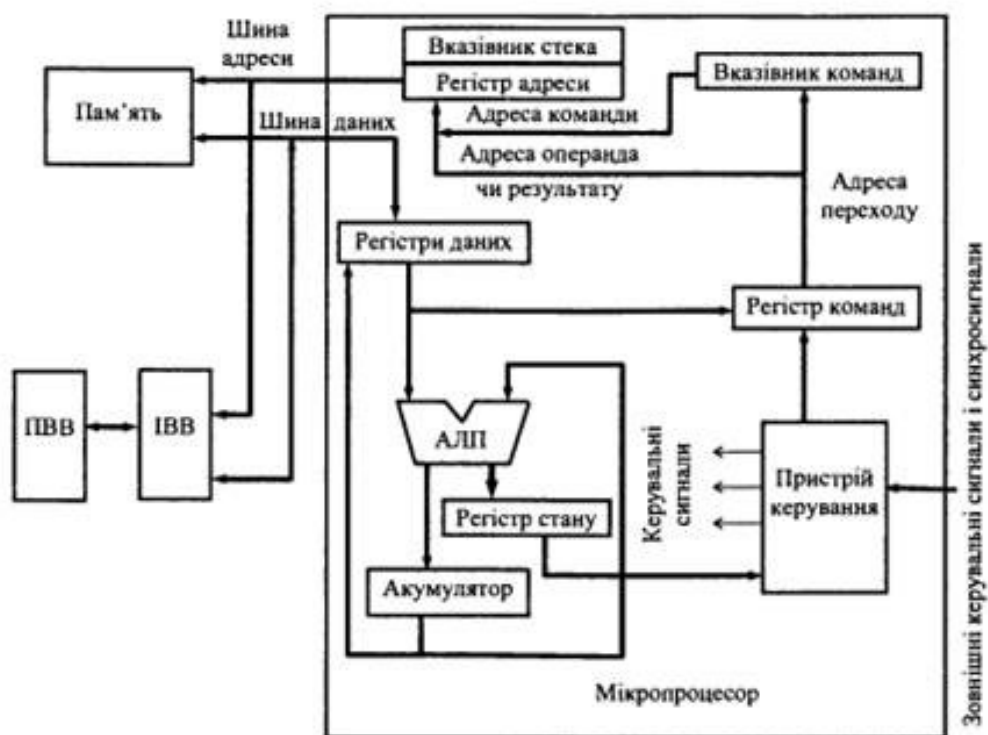 Шина
адреси
Вказівник стека
Регістр адреси
Вказівник команд
Пам’ять
Адреса команди
Шина даних
Адреса операнда
чи результату
Адреса
переходу
Регістри даних
Регістр команд
ПВВ
ІВВ
АЛП
Регістр стану
Керувальні
сигнали
Пристрій
керування
Акумулятор
Мікропроцесор
Зовнішні керувальні сигнали і синхросигнали